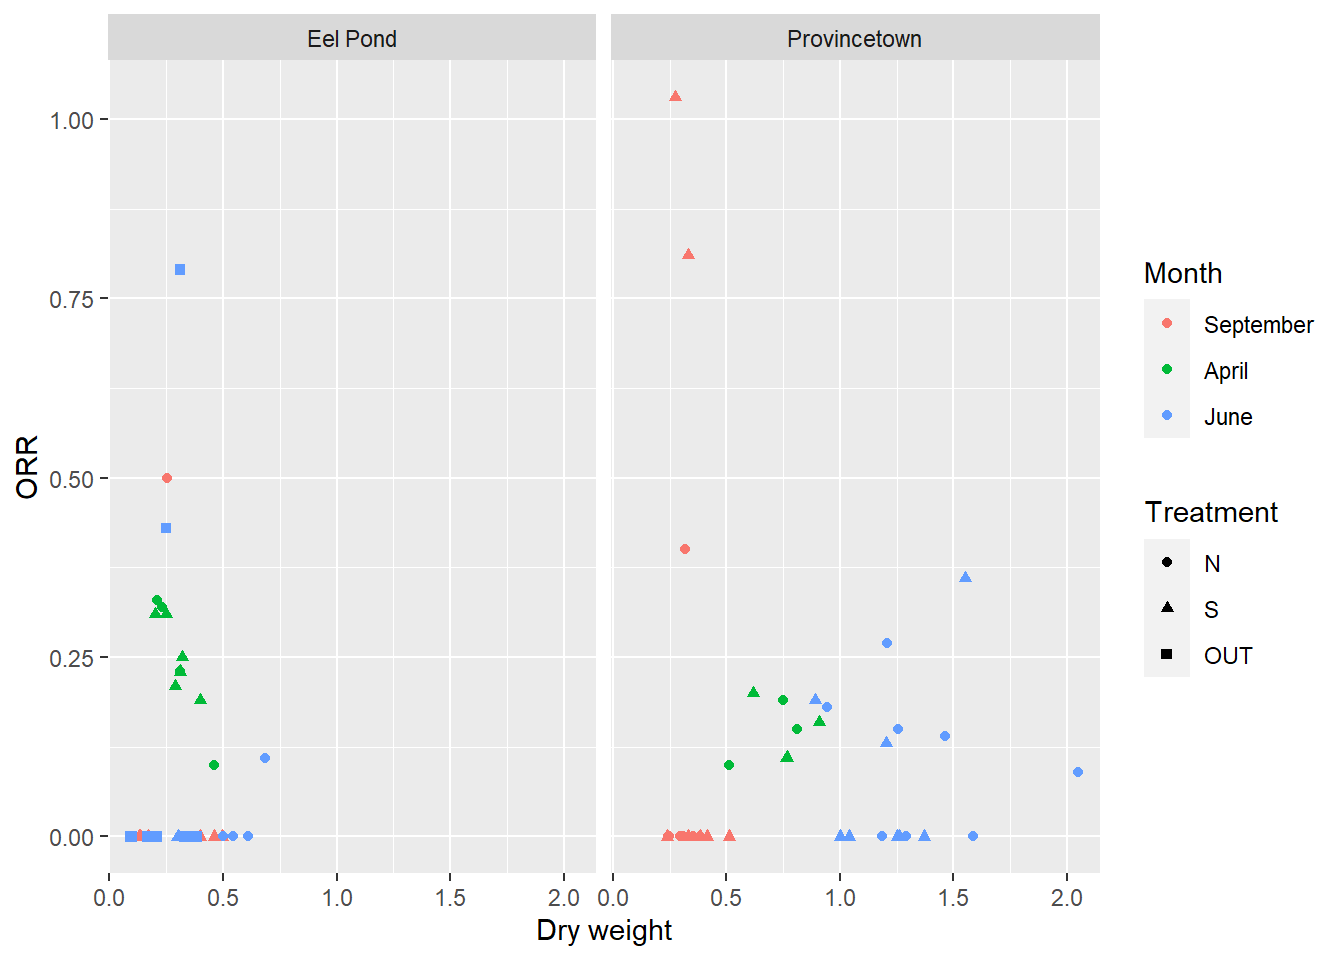 Eel Pond
Provincetown
1.00
0.75
0.50
0.25
0.00
ORR
0.0 0.5 1.0 1.5 2.0
0.0 0.5 1.0 1.5 2.0
Dry weight
Month
September
April
June
Treatment
N
S
OUT